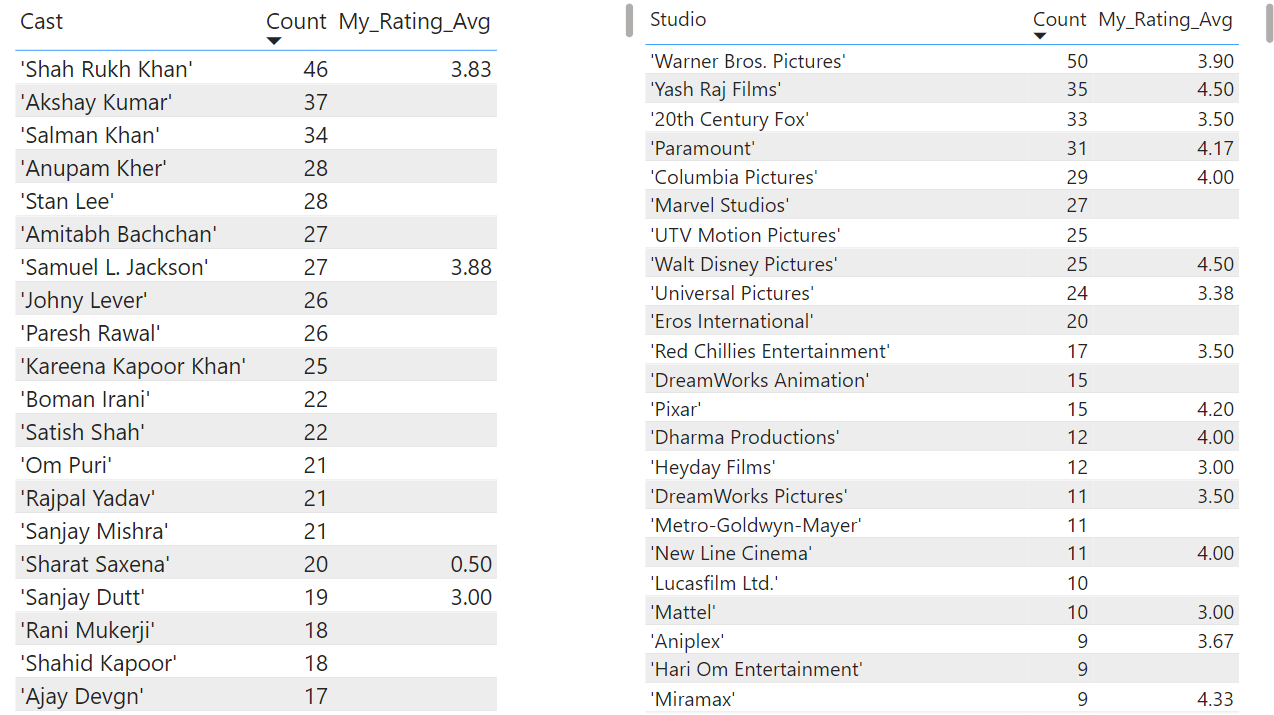 Cast Count My_Rating_Avg
'Shah Rukh Khan' 46 3.83
'Akshay Kumar' 37
'Salman Khan' 34
'Anupam Kher' 28
'Stan Lee' 28
'Amitabh Bachchan' 27
'Samuel L. Jackson' 27 3.88
'Johny Lever' 26
'Paresh Rawal' 26
'Kareena Kapoor Khan' 25
'Boman Irani' 22
'Satish Shah' 22
'Om Puri' 21
'Rajpal Yadav' 21
'Sanjay Mishra' 21
'Sharat Saxena' 20 0.50
'Sanjay Dutt' 19 3.00
'Rani Mukerji' 18
'Shahid Kapoor' 18
'Ajay Devgn' 17
Studio Count My_Rating_Avg
'Warner Bros. Pictures' 50 3.90
'Yash Raj Films' 35 4.50
'20th Century Fox' 33 3.50
'Paramount' 31 4.17
'Columbia Pictures' 29 4.00
'Marvel Studios' 27
'UTV Motion Pictures' 25
'Walt Disney Pictures' 25 4.50
'Universal Pictures' 24 3.38
'Eros International' 20
'Red Chillies Entertainment' 17 3.50
'DreamWorks Animation' 15
'Pixar' 15 4.20
'Dharma Productions' 12 4.00
'Heyday Films' 12 3.00
'DreamWorks Pictures' 11 3.50
'Metro-Goldwyn-Mayer' 11
'New Line Cinema' 11 4.00
'Lucasfilm Ltd.' 10
'Mattel' 10 3.00
'Aniplex' 9 3.67
'Hari Om Entertainment' 9
'Miramax' 9 4.33